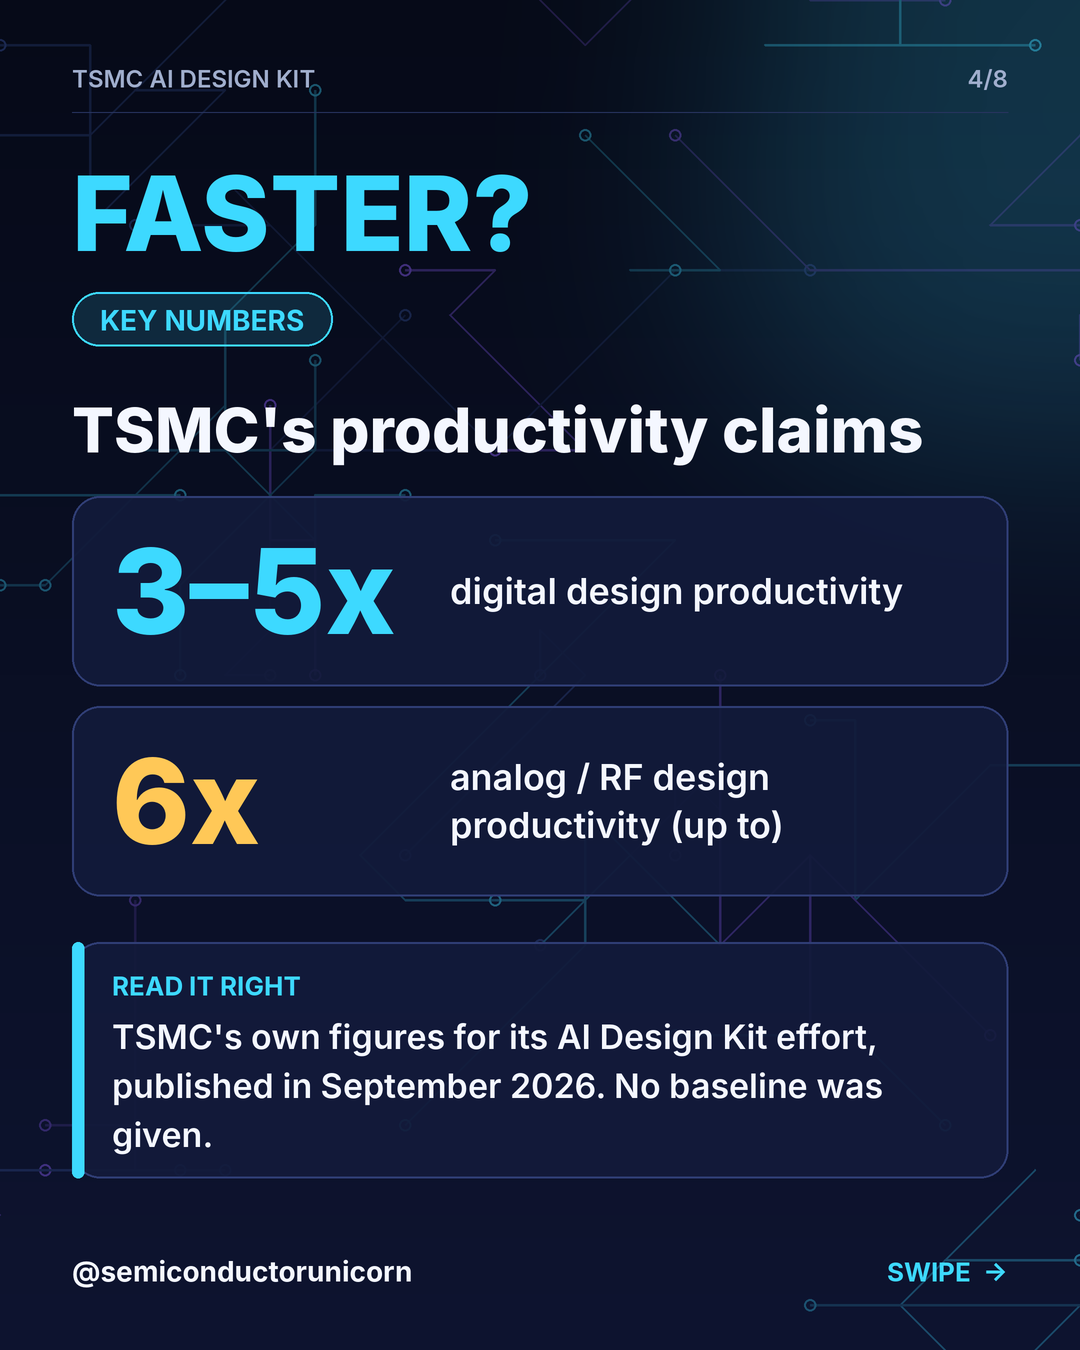 TSMC AI DESIGN KIT
4/8
FASTER?
KEY NUMBERS
TSMC's productivity claims
3–5x
digital design productivity
6x
analog / RF design
productivity (up to)
READ IT RIGHT
TSMC's own figures for its AI Design Kit effort,
published in September 2026. No baseline was
given.
@semiconductorunicorn
SWIPE →